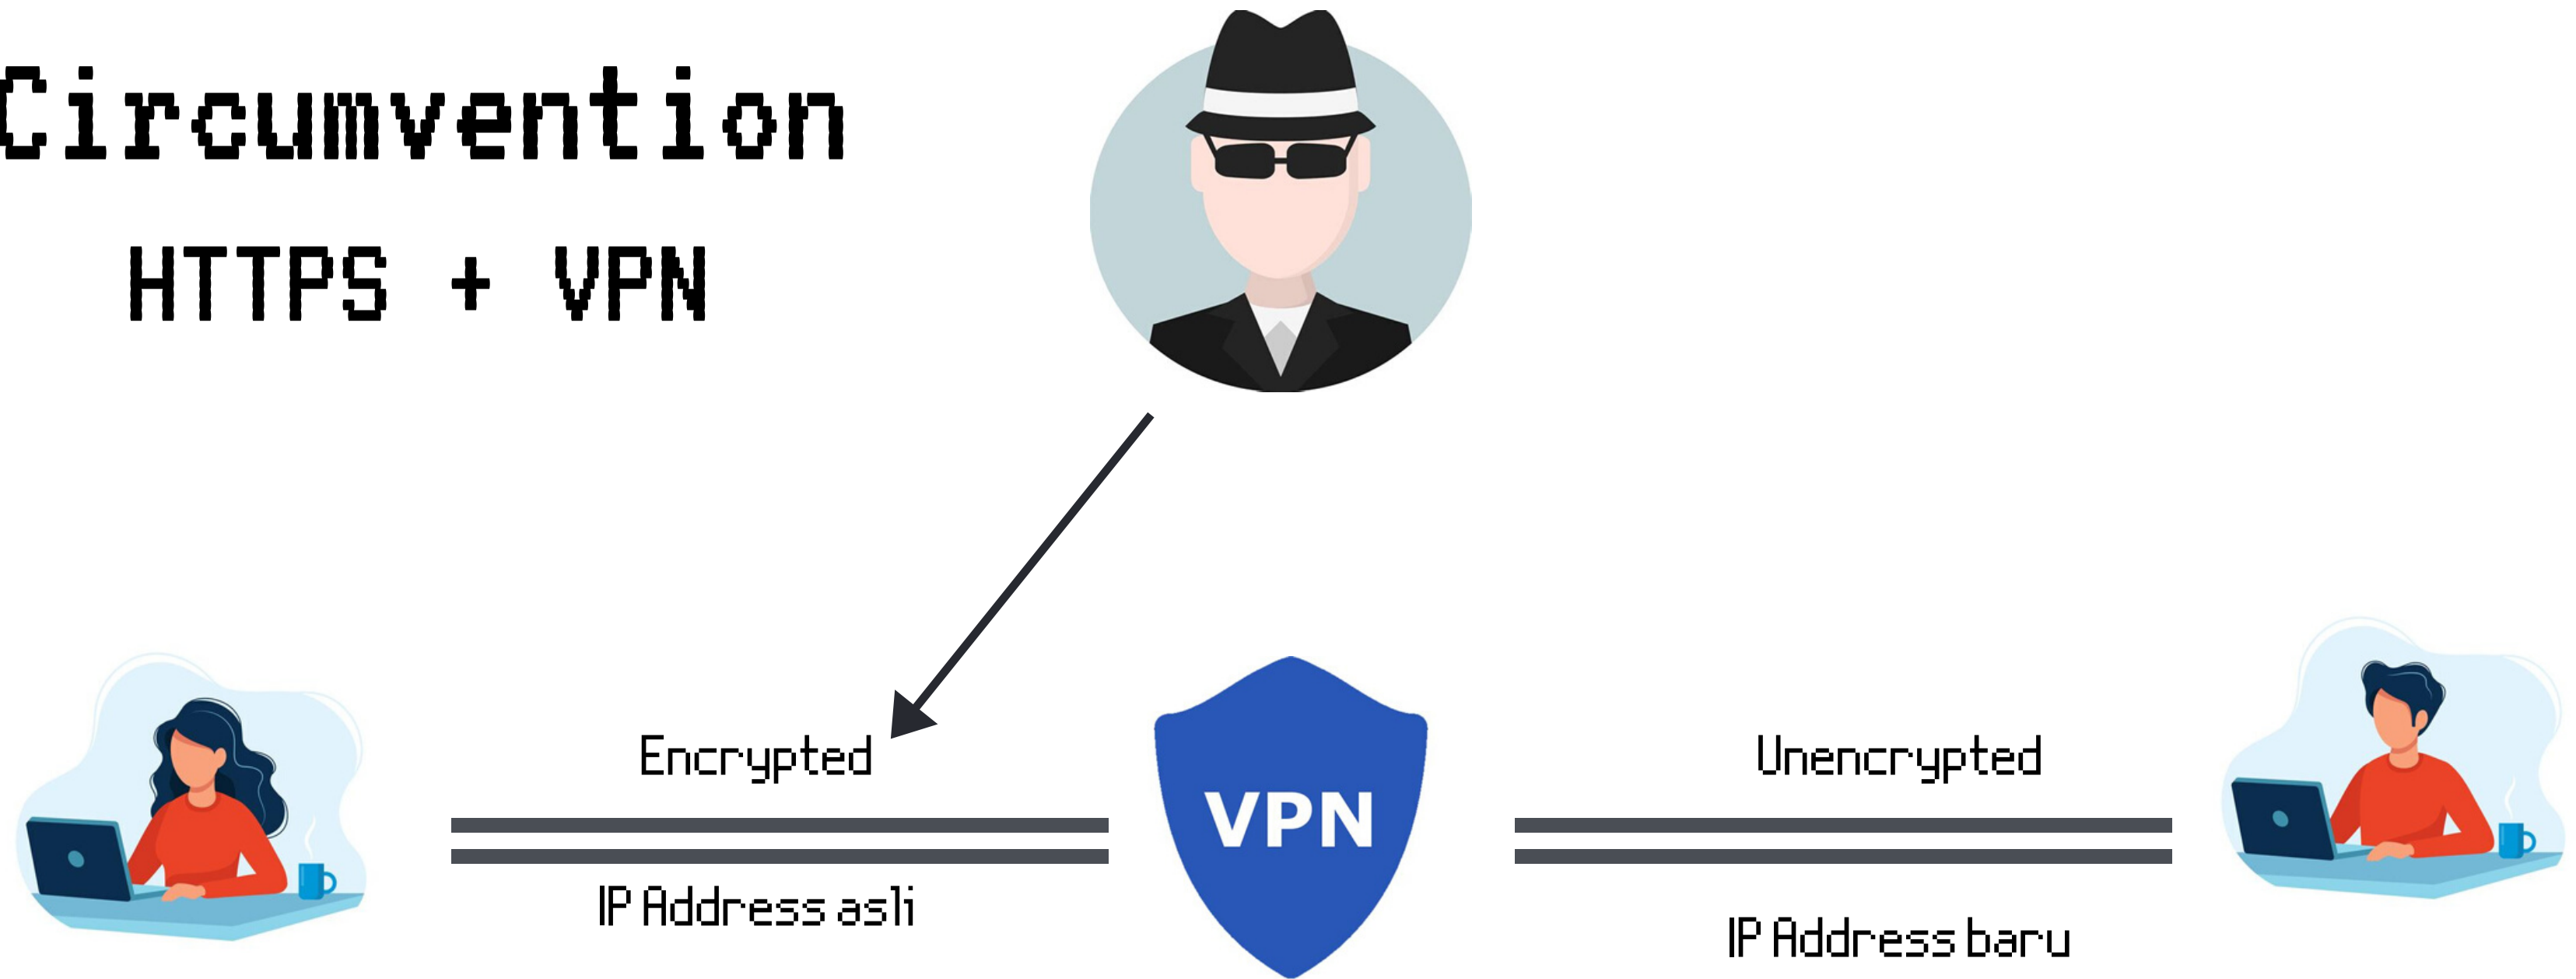 Circumvention
HTTPS + VPN
Encrypted
Unencrypted
VPN
IP Address asli
IP Address baru